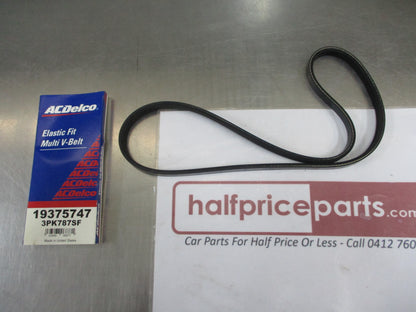 ACDelco
Elastic Fit
Multi V-Belt
ACDelco
19375747
3PK787SF
Made in United States
halfpriceparts.com
Car Parts For Half Price Or Less - Call 0412 760